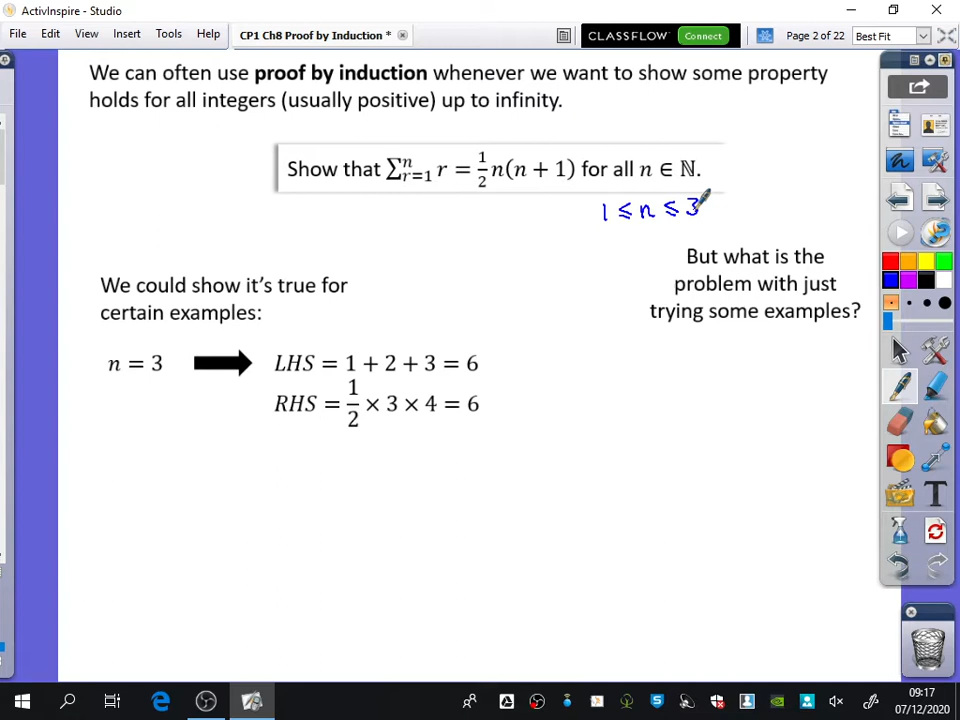 ActivInspire - Studio
File Edit View Insert Tools Help CP1 Ch8 Proof by Induction * CLASSFLOW Connect Page 2 of 22 Best Fit
We can often use proof by induction whenever we want to show some property
holds for all integers (usually positive) up to infinity.
Show that ∑ⁿᵣ₌₁ r = 1/2 n(n + 1) for all n ∈ ℕ.
1 ≤ n ≤ 3
But what is the
problem with just
trying some examples?
We could show it's true for
certain examples:
n = 3 LHS = 1 + 2 + 3 = 6
RHS = 1/2 × 3 × 4 = 6
09:17
07/12/2020